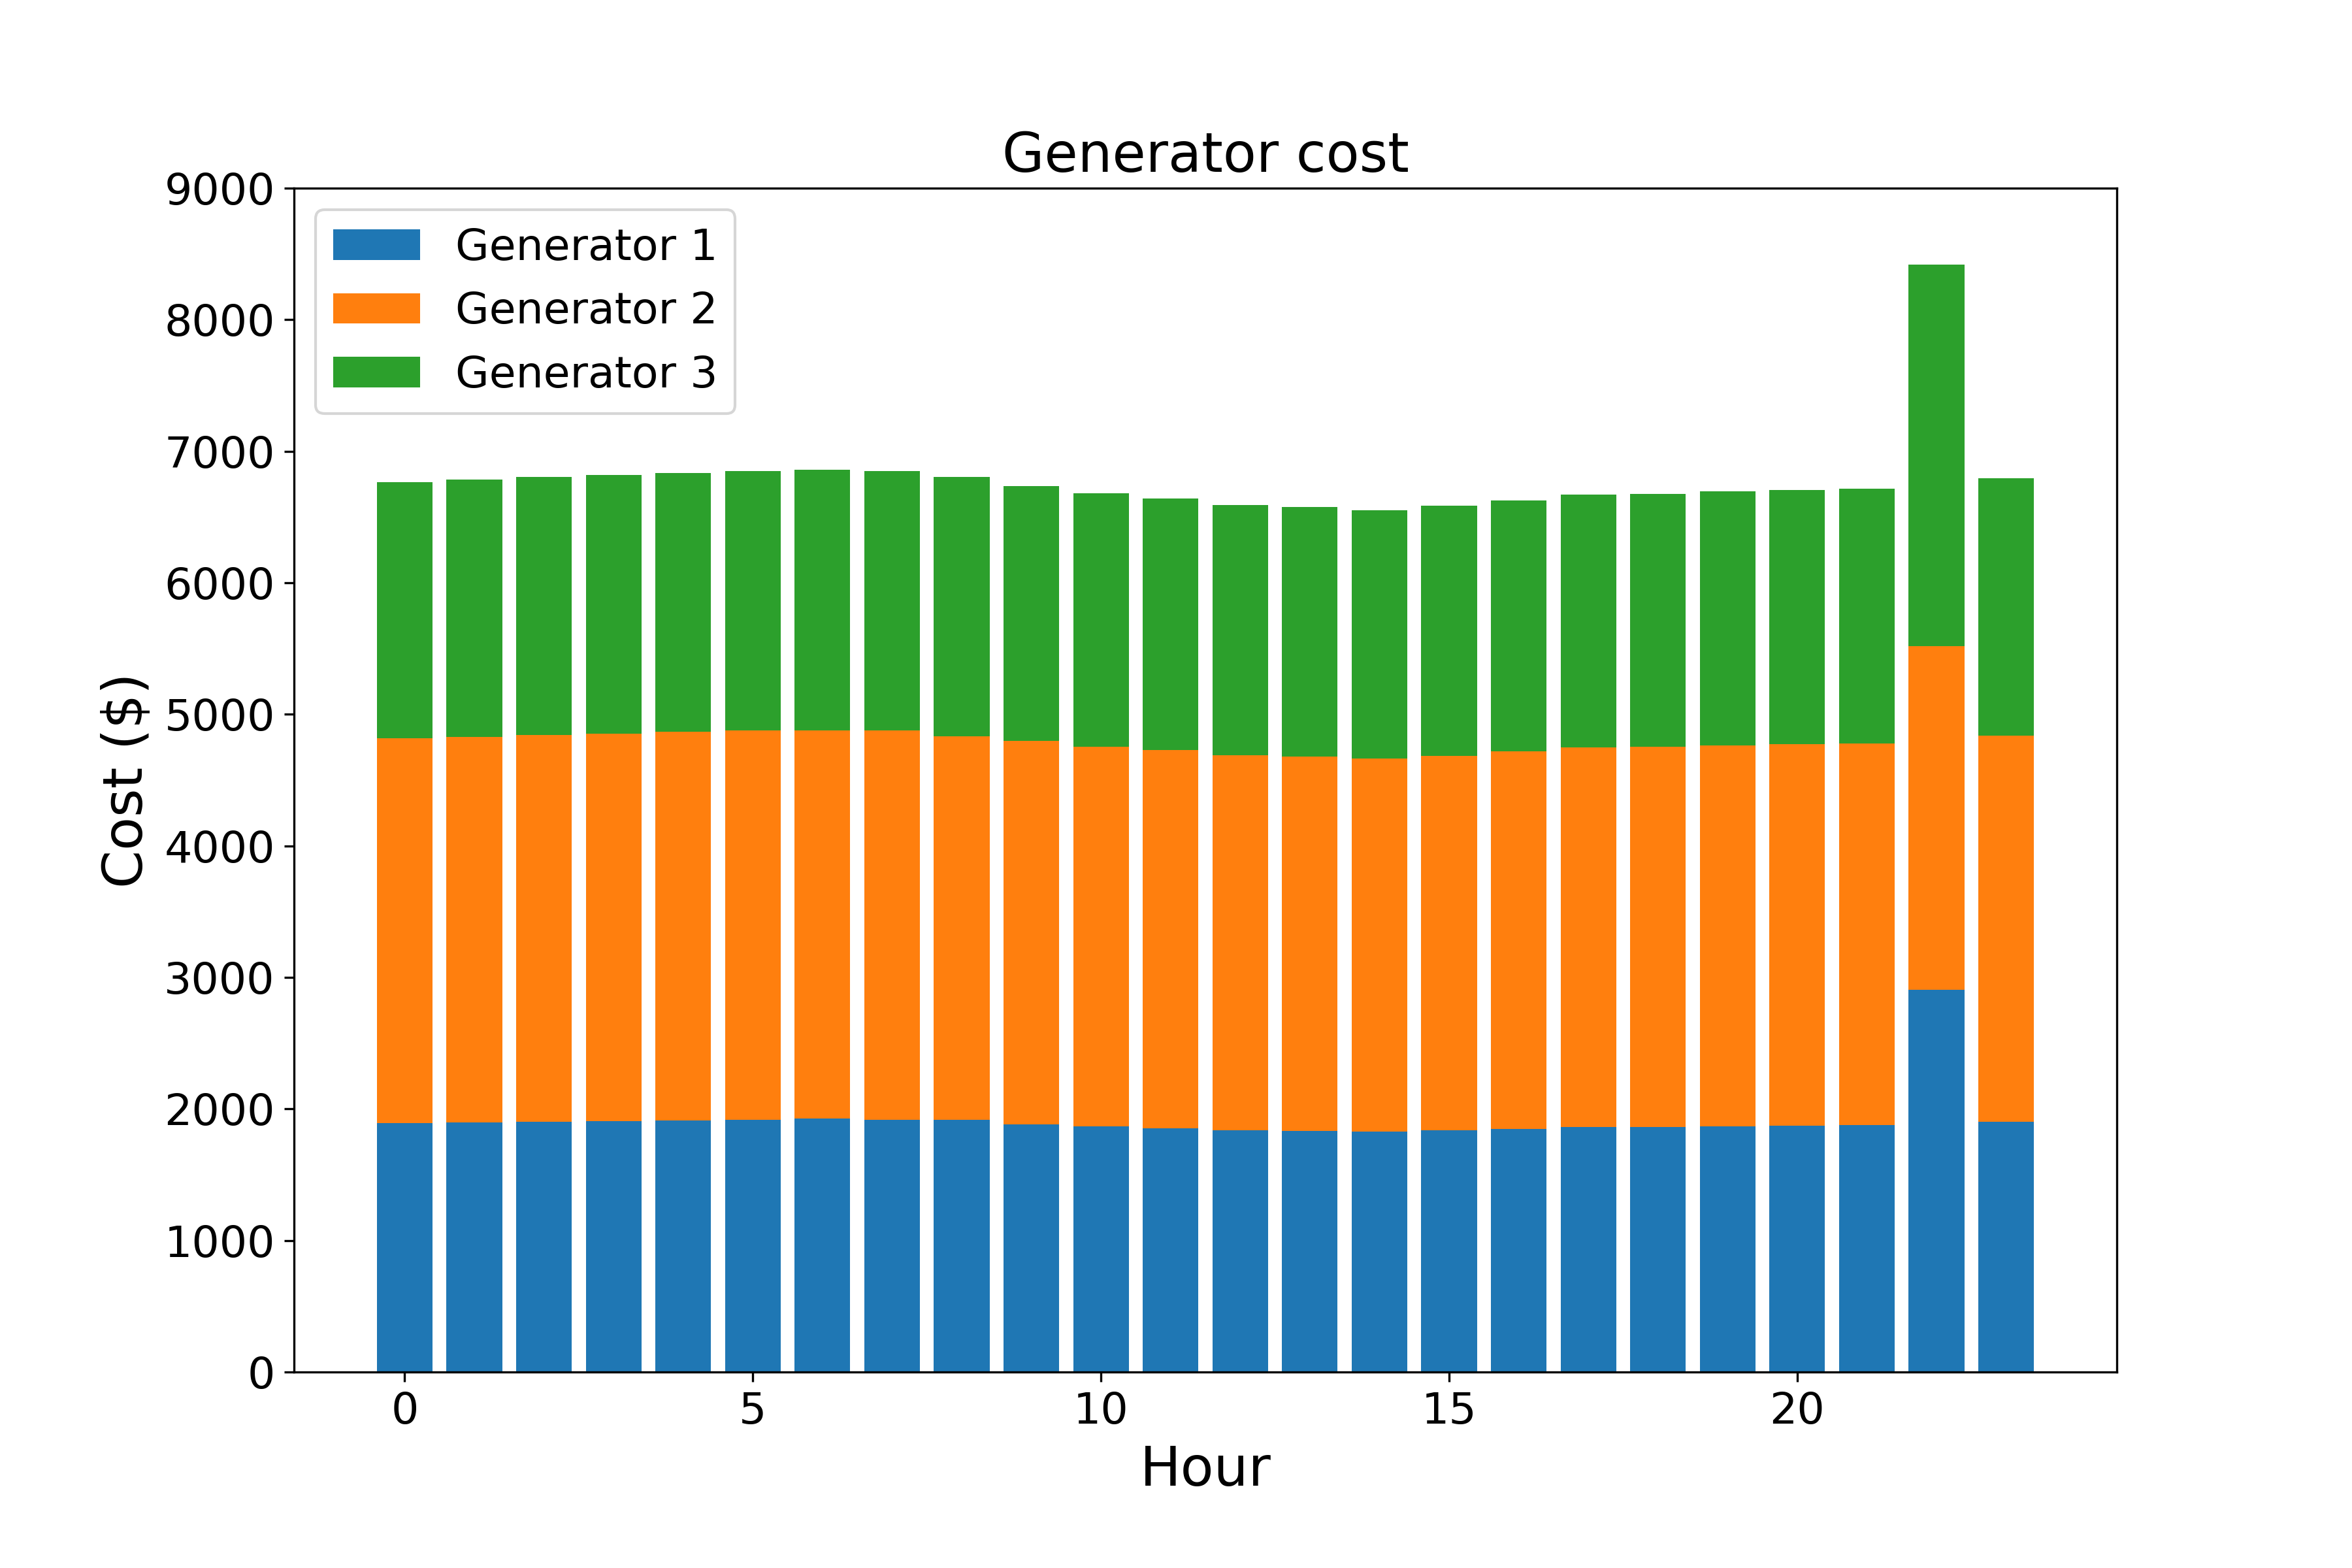 Generator cost
9000
8000
7000
6000
5000
4000
3000
2000
1000
0
Cost ($)
Generator 1
Generator 2
Generator 3
0 5 10 15 20
Hour